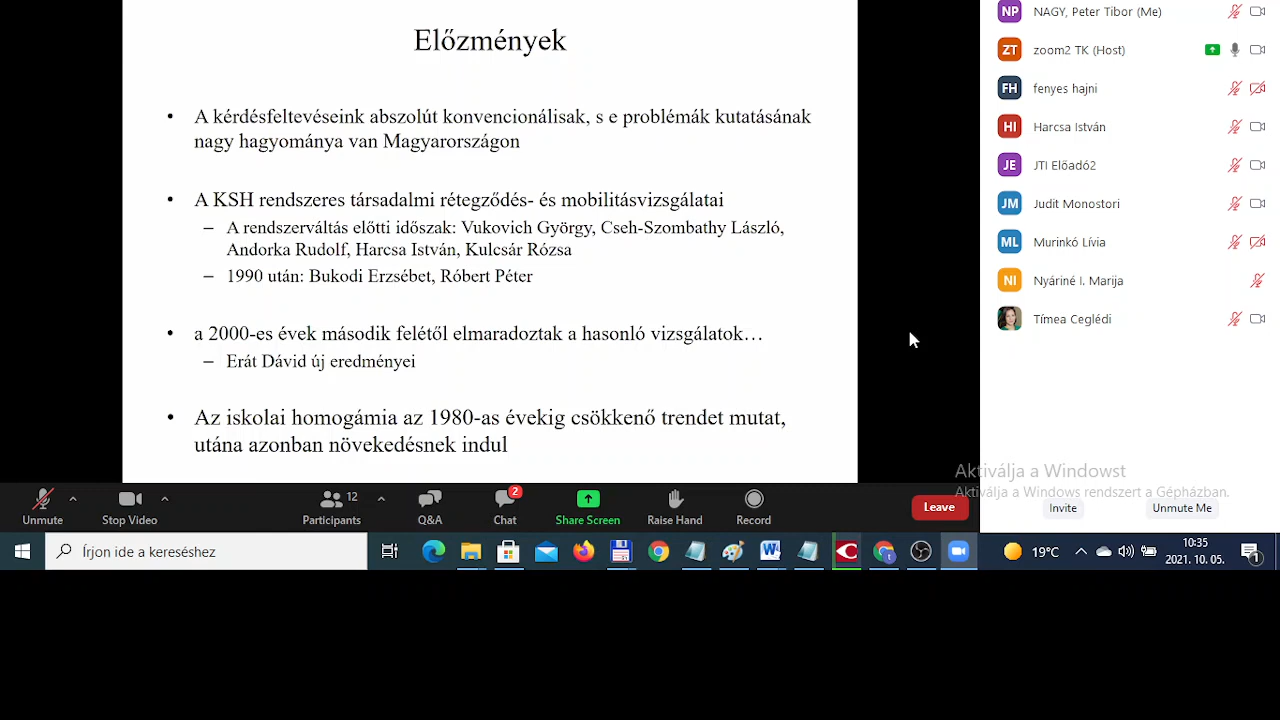 Előzmények
• A kérdésfeltevéseink abszolút konvencionálisak, s e problémák kutatásának
nagy hagyománya van Magyarországon
• A KSH rendszeres társadalmi rétegződés- és mobilitásvizsgálatai
– A rendszerváltás előtti időszak: Vukovich György, Cseh-Szombathy László,
Andorka Rudolf, Harcsa István, Kulcsár Rózsa
– 1990 után: Bukodi Erzsébet, Róbert Péter
• a 2000-es évek második felétől elmaradoztak a hasonló vizsgálatok…
– Erát Dávid új eredményei
• Az iskolai homogámia az 1980-as évekig csökkenő trendet mutat,
utána azonban növekedésnek indul
NP NAGY, Peter Tibor (Me)
ZT zoom2 TK (Host)
FH fenyes hajni
HI Harcsa István
JE JTI Előadó2
JM Judit Monostori
ML Murinkó Lívia
NI Nyáriné I. Marija
Tímea Ceglédi
Aktiválja a Windowst
Aktiválja a Windows rendszert a Gépházban.
Invite Unmute Me
12 2
Unmute Stop Video Participants Q&A Chat Share Screen Raise Hand Record Leave
Írjon ide a kereséshez
19°C 10:35
2021. 10. 05. 1